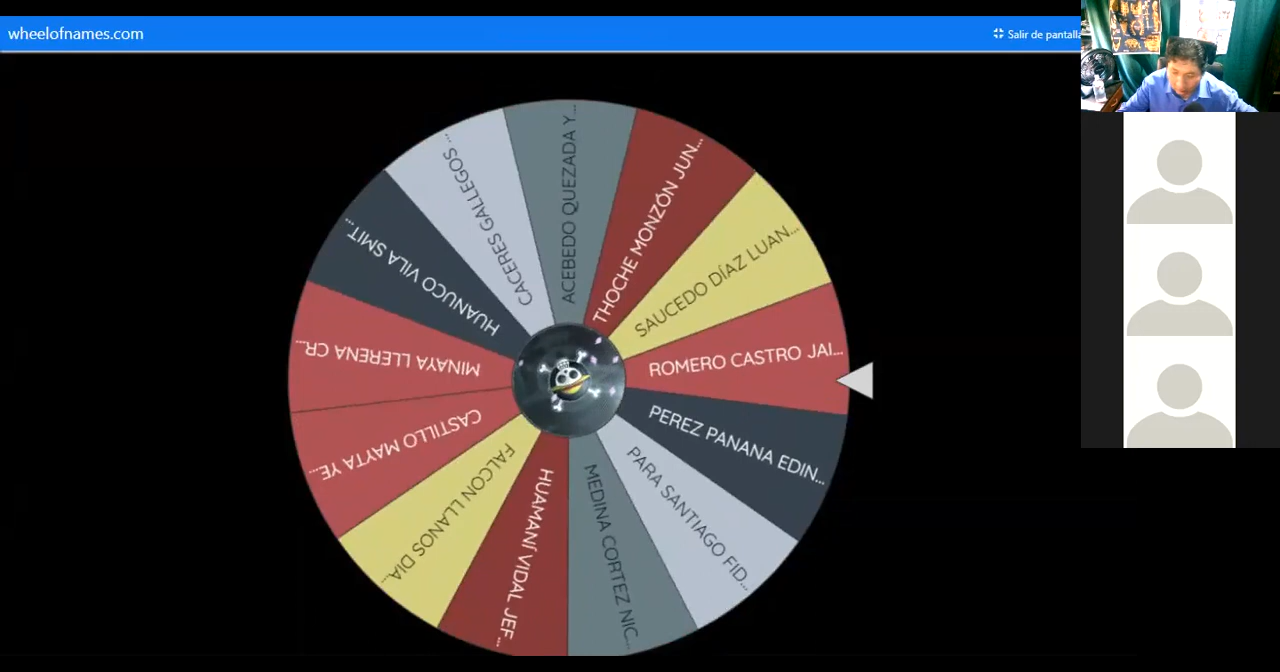 wheelofnames.com
Salir de pantalla
ACEBEDO QUEZADA Y...
THOCHE MONZÓN JUN...
SAUCEDO DÍAZ LUAN...
ROMERO CASTRO JAI...
PEREZ PANANA EDIN...
PARA SANTIAGO FID...
MEDINA CORTEZ NIC...
HUAMANÍ VIDAL JEF...
FALCON LLANOS DIA...
CASTILLO MAYTA YE...
MINAYA LLERENA CR...
HUANUCO VILA SMIT...
CACERES GALLEGOS ...